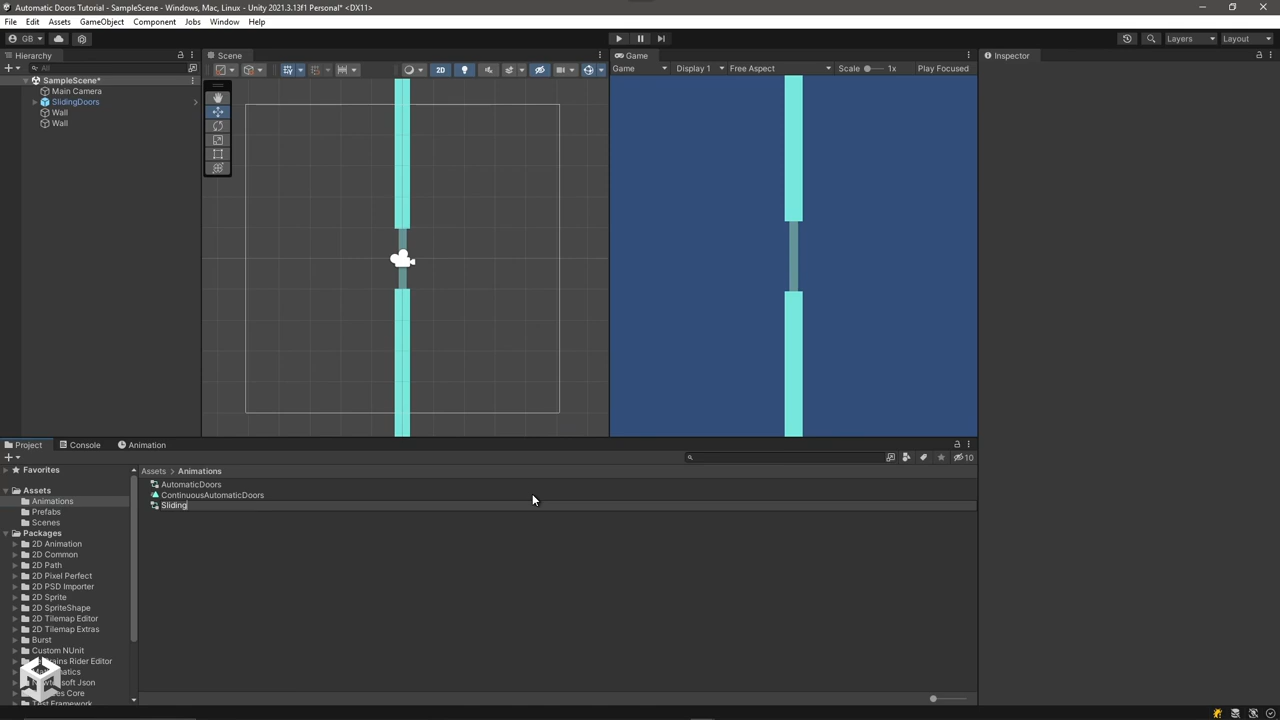 Automatic Doors Tutorial - SampleScene - Windows, Mac, Linux - Unity 2021.3.13f1 Personal* <DX11>
File Edit Assets GameObject Component Jobs Window Help
GB Layers Layout
Hierarchy
All
SampleScene*
Main Camera
SlidingDoors
Wall
Wall
Scene
2D
Game
Game Display 1 Free Aspect Scale 1x Play Focused
Inspector
Project Console Animation
10
Favorites
Assets
Animations
Prefabs
Scenes
Packages
2D Animation
2D Common
2D Path
2D Pixel Perfect
2D PSD Importer
2D Sprite
2D SpriteShape
2D Tilemap Editor
2D Tilemap Extras
Burst
Custom NUnit
Rider Editor
Assets > Animations
AutomaticDoors
ContinuousAutomaticDoors
Sliding